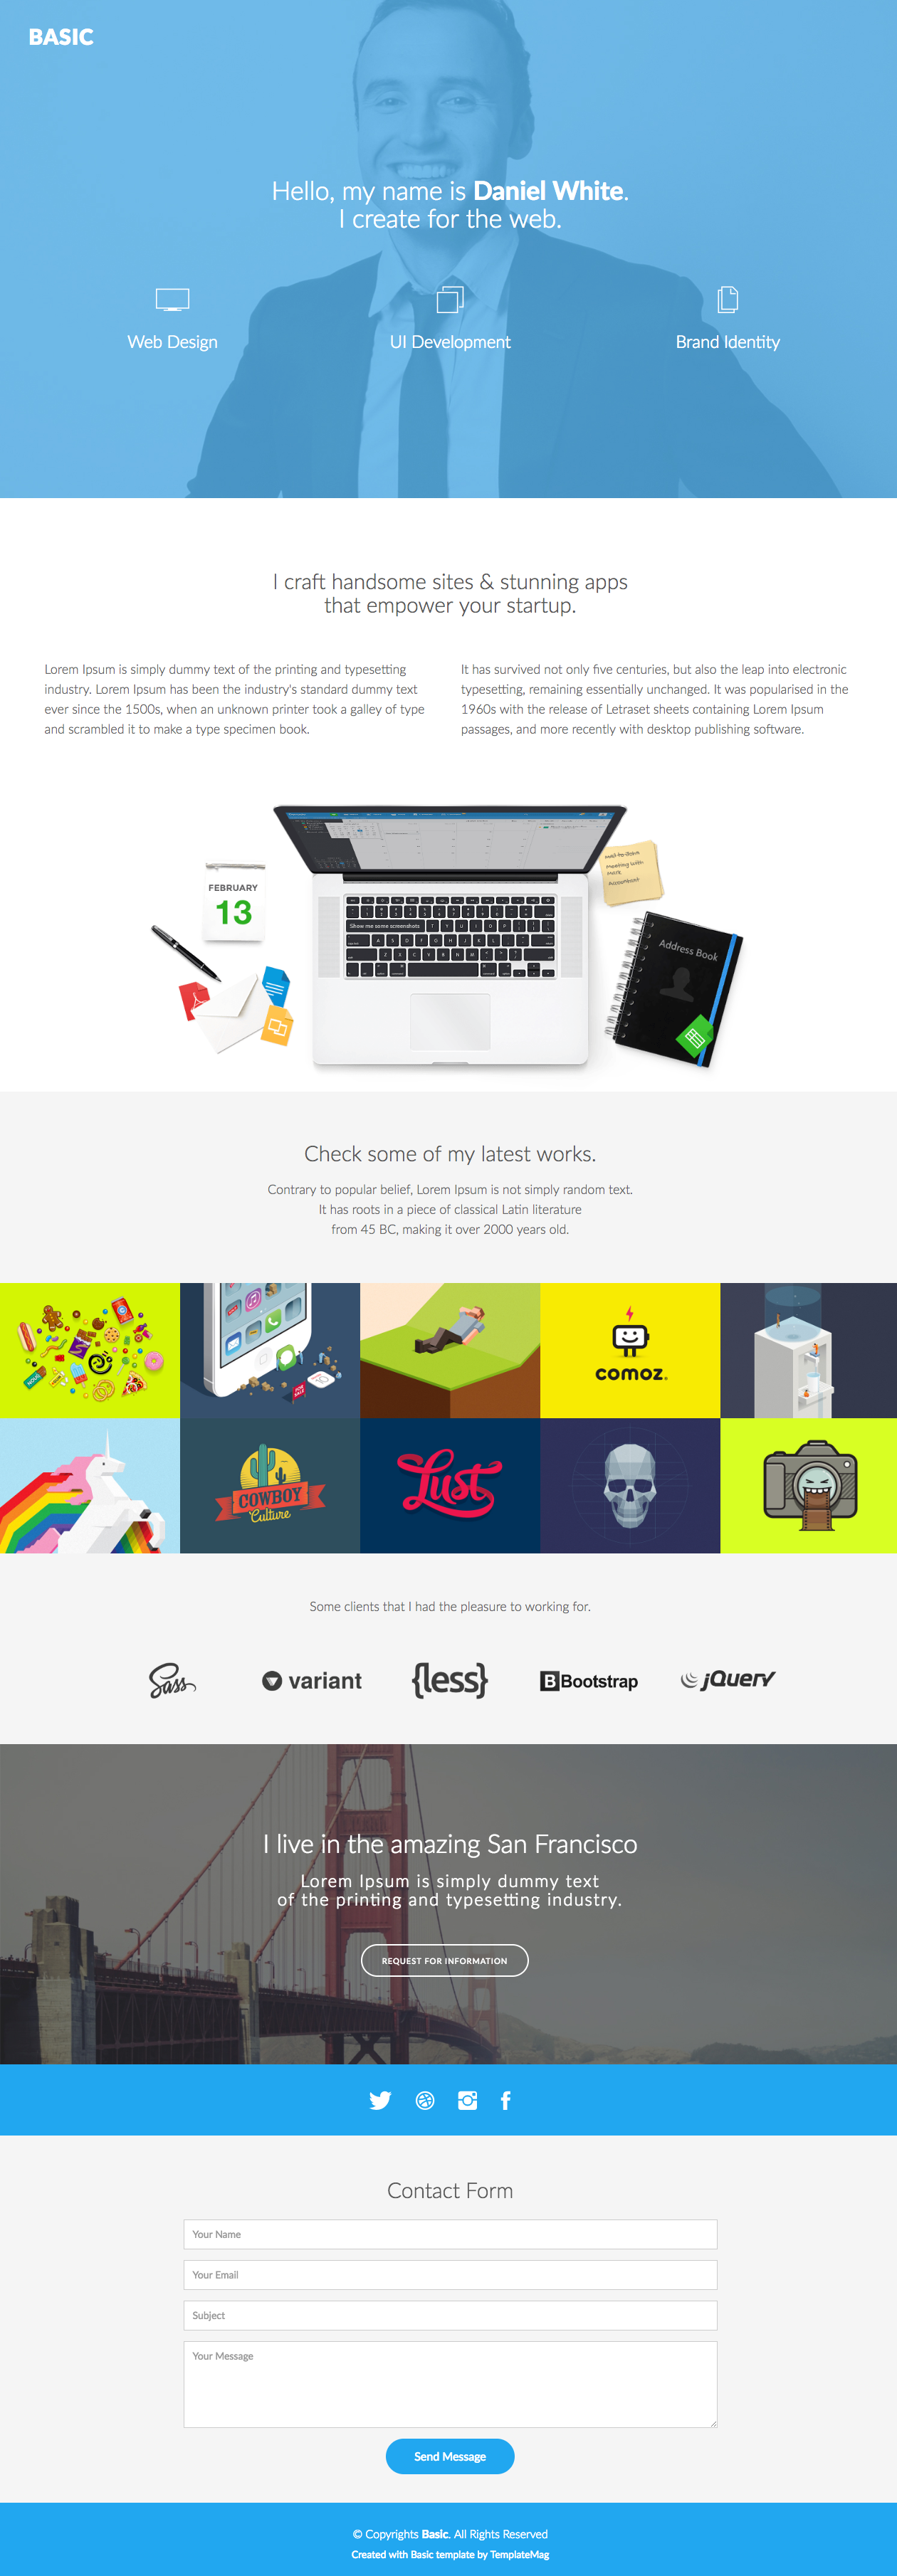 BASIC
Hello, my name is Daniel White.
I create for the web.
Web Design
UI Development
Brand Identity
I craft handsome sites & stunning apps
that empower your startup.
Lorem Ipsum is simply dummy text of the printing and typesetting
industry. Lorem Ipsum has been the industry's standard dummy text
ever since the 1500s, when an unknown printer took a galley of type
and scrambled it to make a type specimen book.
It has survived not only five centuries, but also the leap into electronic
typesetting, remaining essentially unchanged. It was popularised in the
1960s with the release of Letraset sheets containing Lorem Ipsum
passages, and more recently with desktop publishing software.
FEBRUARY
13
Show me some screenshots
Meeting with
Mark
Accountant
Address Book
Check some of my latest works.
Contrary to popular belief, Lorem Ipsum is not simply random text.
It has roots in a piece of classical Latin literature
from 45 BC, making it over 2000 years old.
comoz
COWBOY
Culture
Lust
Some clients that I had the pleasure to working for.
Sass
variant
{less}
B Bootstrap
jQuery
I live in the amazing San Francisco
Lorem Ipsum is simply dummy text
of the printing and typesetting industry.
REQUEST FOR INFORMATION
Contact Form
Your Name
Your Email
Subject
Your Message
Send Message
© Copyrights Basic. All Rights Reserved
Created with Basic template by TemplateMag